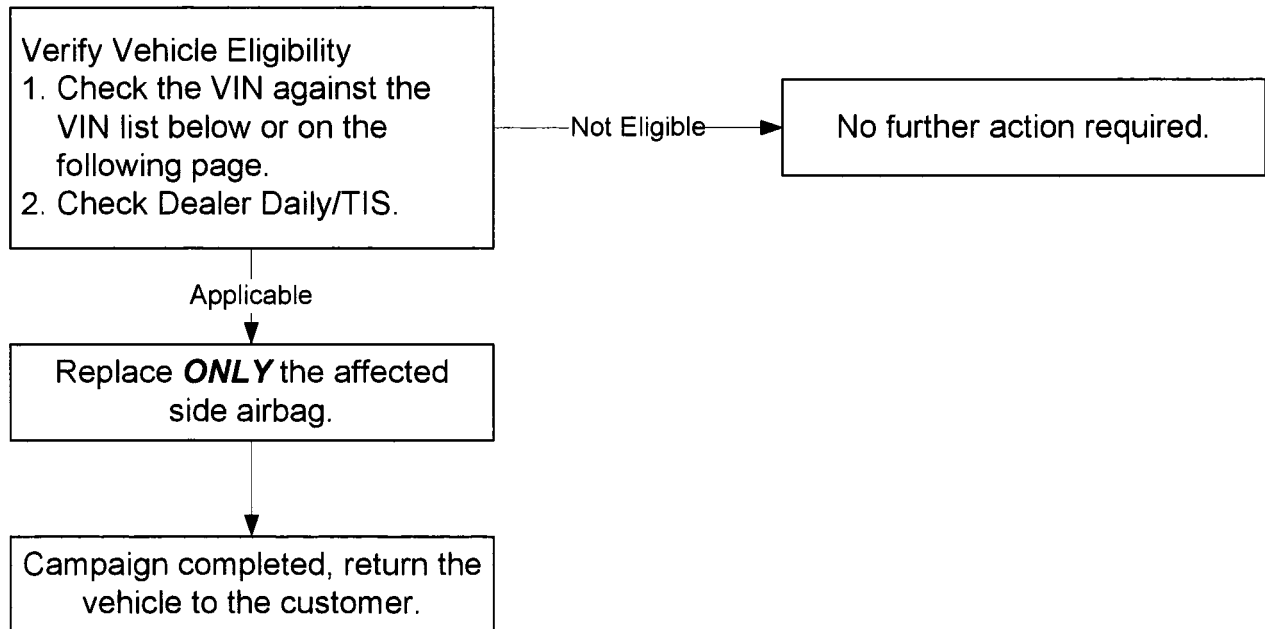 Verify Vehicle Eligibility
1. Check the VIN against the
VIN list below or on the
following page.
2. Check Dealer Daily/TIS.
Not Eligible
No further action required.
Applicable
Replace ONLY the affected
side airbag.
Campaign completed, return the
vehicle to the customer.